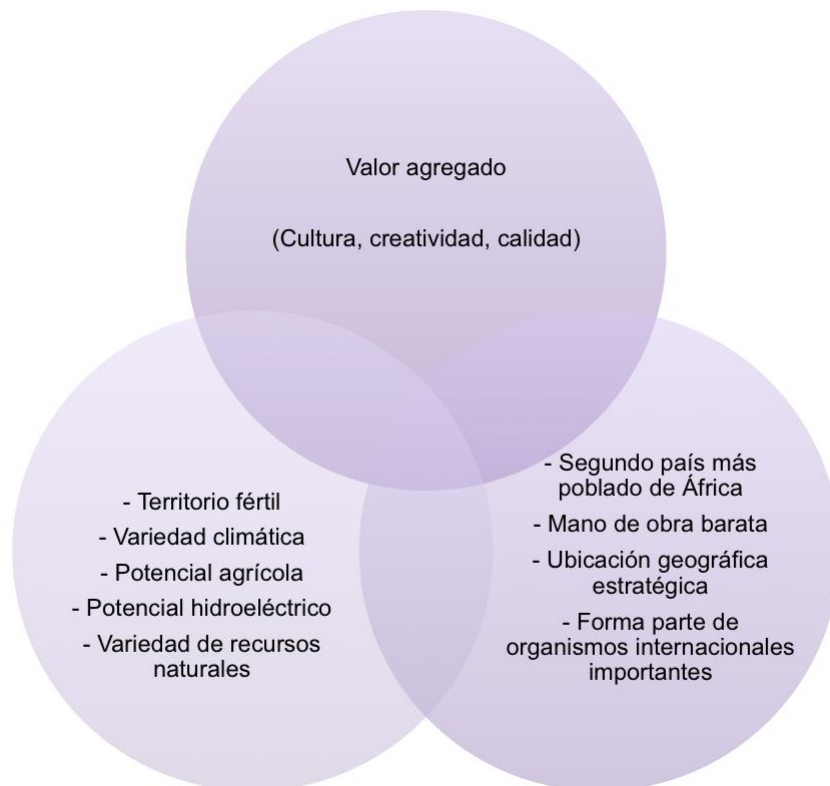 Valor agregado
(Cultura, creatividad, calidad)
- Territorio fértil
- Variedad climática
- Potencial agrícola
- Potencial hidroeléctrico
- Variedad de recursos
naturales
- Segundo país más
poblado de África
- Mano de obra barata
- Ubicación geográfica
estratégica
- Forma parte de
organismos internacionales
importantes